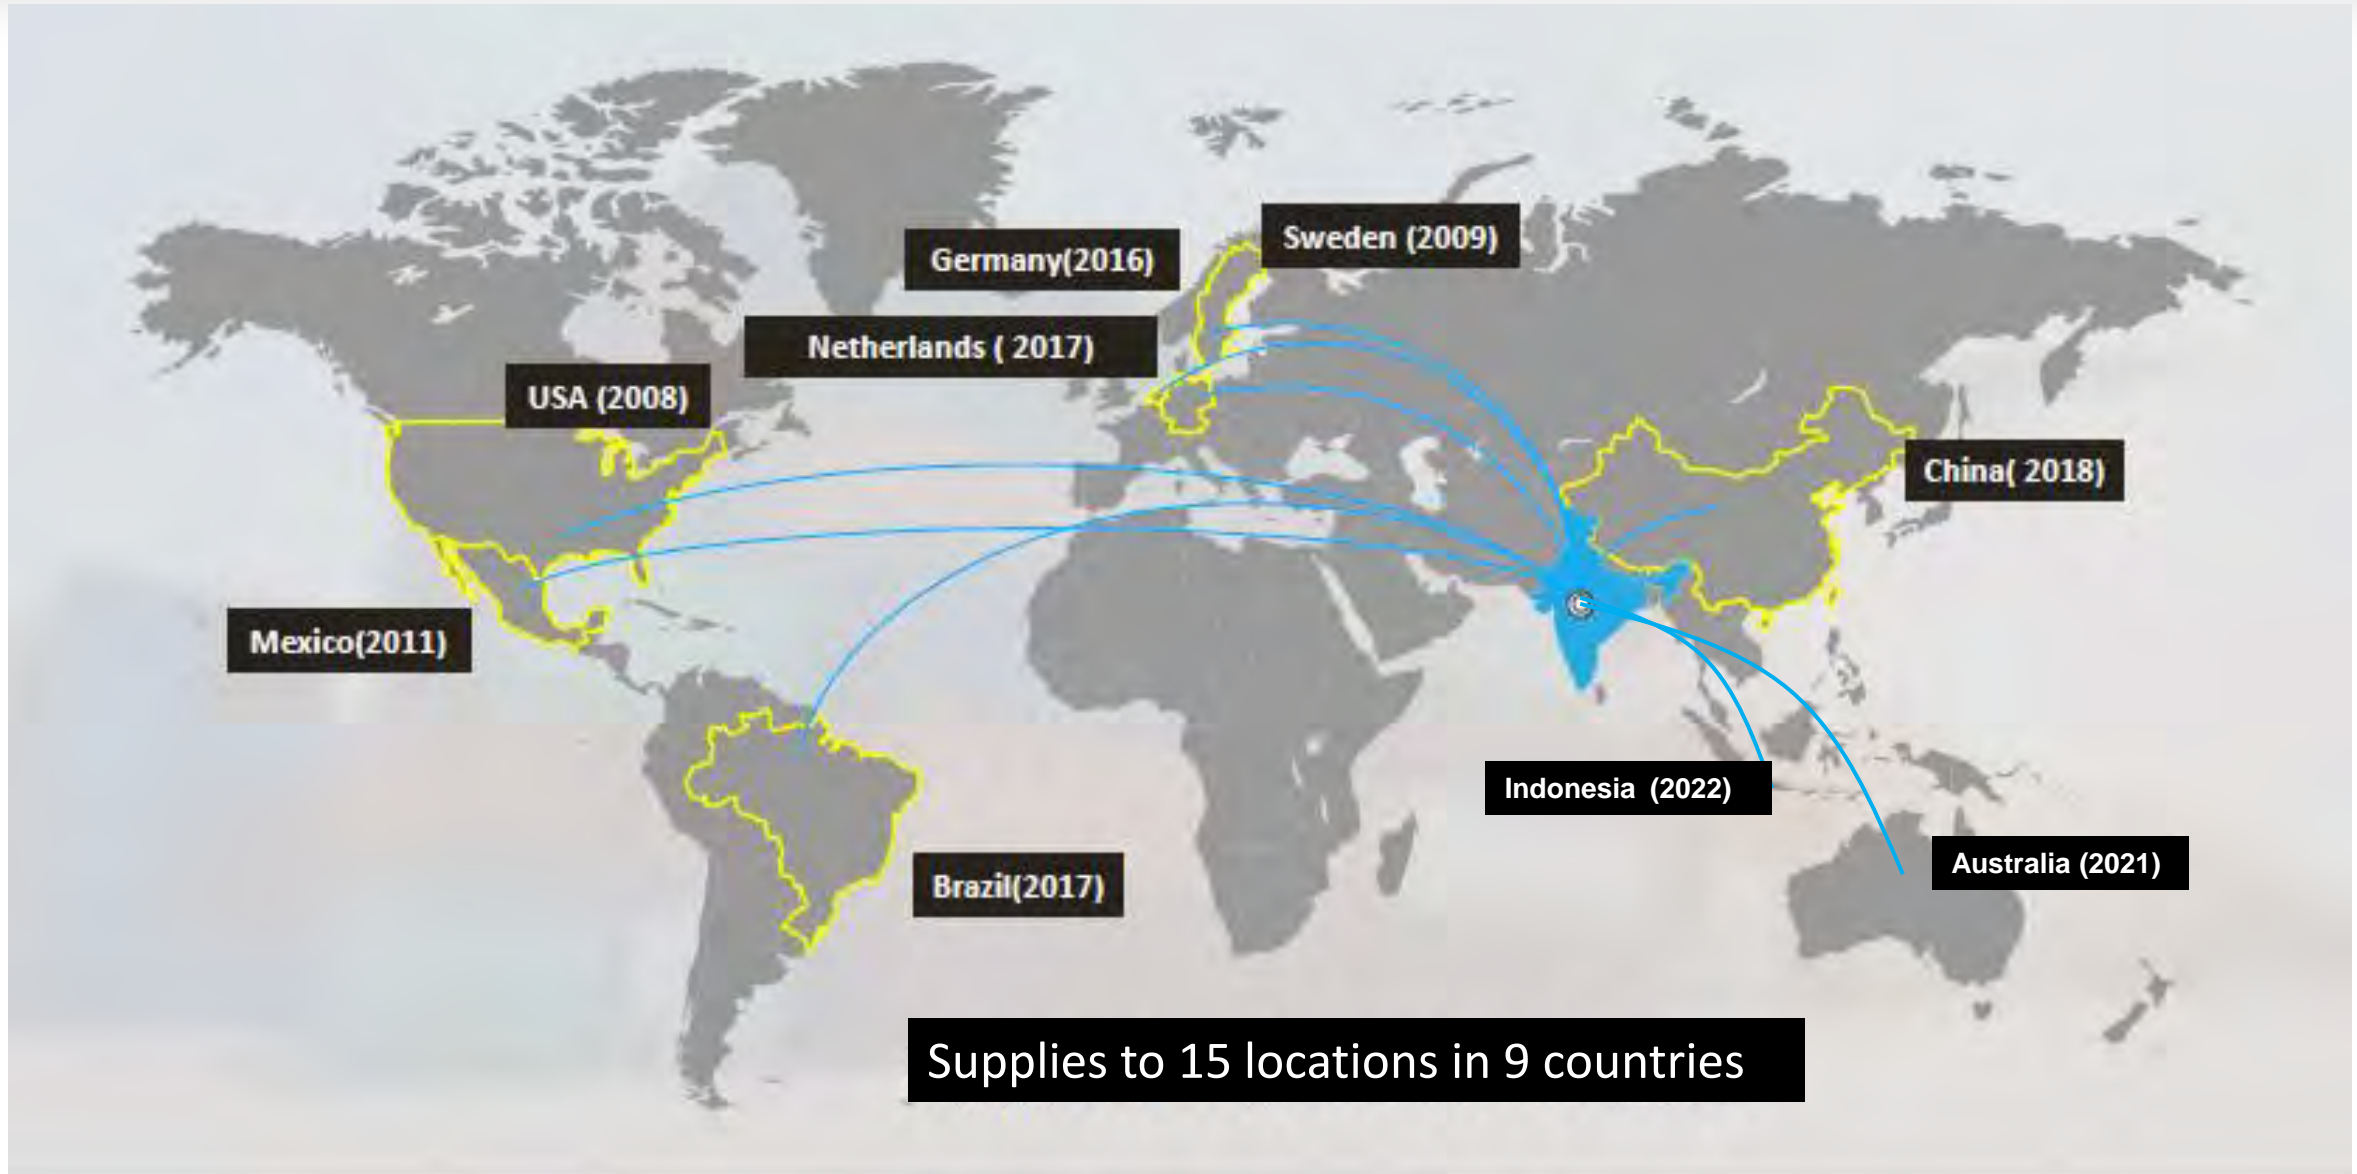 Sweden (2009)
Germany(2016)
Netherlands ( 2017)
USA (2008)
China( 2018)
Mexico(2011)
Indonesia (2022)
Australia (2021)
Brazil(2017)
Supplies to 15 locations in 9 countries